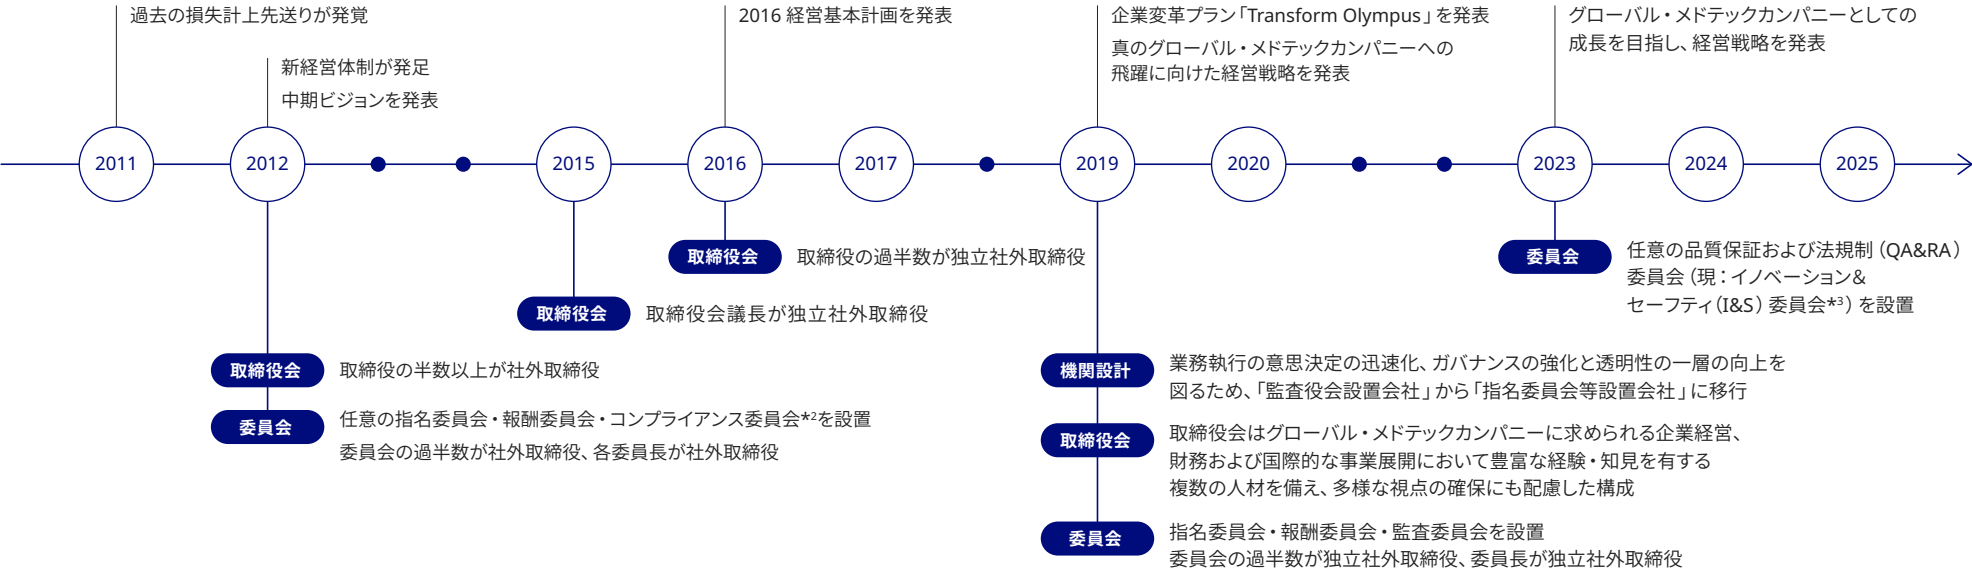 過去の損失計上先送りが発覚
新経営体制が発足
中期ビジョンを発表
2016 経営基本計画を発表
企業変革プラン「Transform Olympus」を発表
真のグローバル・メドテックカンパニーへの
飛躍に向けた経営戦略を発表
グローバル・メドテックカンパニーとしての
成長を目指し、経営戦略を発表
2011
2012
2015
2016
2017
2019
2020
2023
2024
2025
取締役会
取締役の半数以上が社外取締役
委員会
任意の指名委員会・報酬委員会・コンプライアンス委員会*2を設置
委員会の過半数が社外取締役、各委員長が社外取締役
取締役会
取締役会議長が独立社外取締役
取締役会
取締役の過半数が独立社外取締役
機関設計
業務執行の意思決定の迅速化、ガバナンスの強化と透明性の一層の向上を
図るため、「監査役会設置会社」から「指名委員会等設置会社」に移行
取締役会
取締役会はグローバル・メドテックカンパニーに求められる企業経営、
財務および国際的な事業展開において豊富な経験・知見を有する
複数の人材を備え、多様な視点の確保にも配慮した構成
委員会
指名委員会・報酬委員会・監査委員会を設置
委員会の過半数が独立社外取締役、委員長が独立社外取締役
委員会
任意の品質保証および法規制（QA&RA）
委員会（現：イノベーション&
セーフティ（I&S）委員会*3）を設置